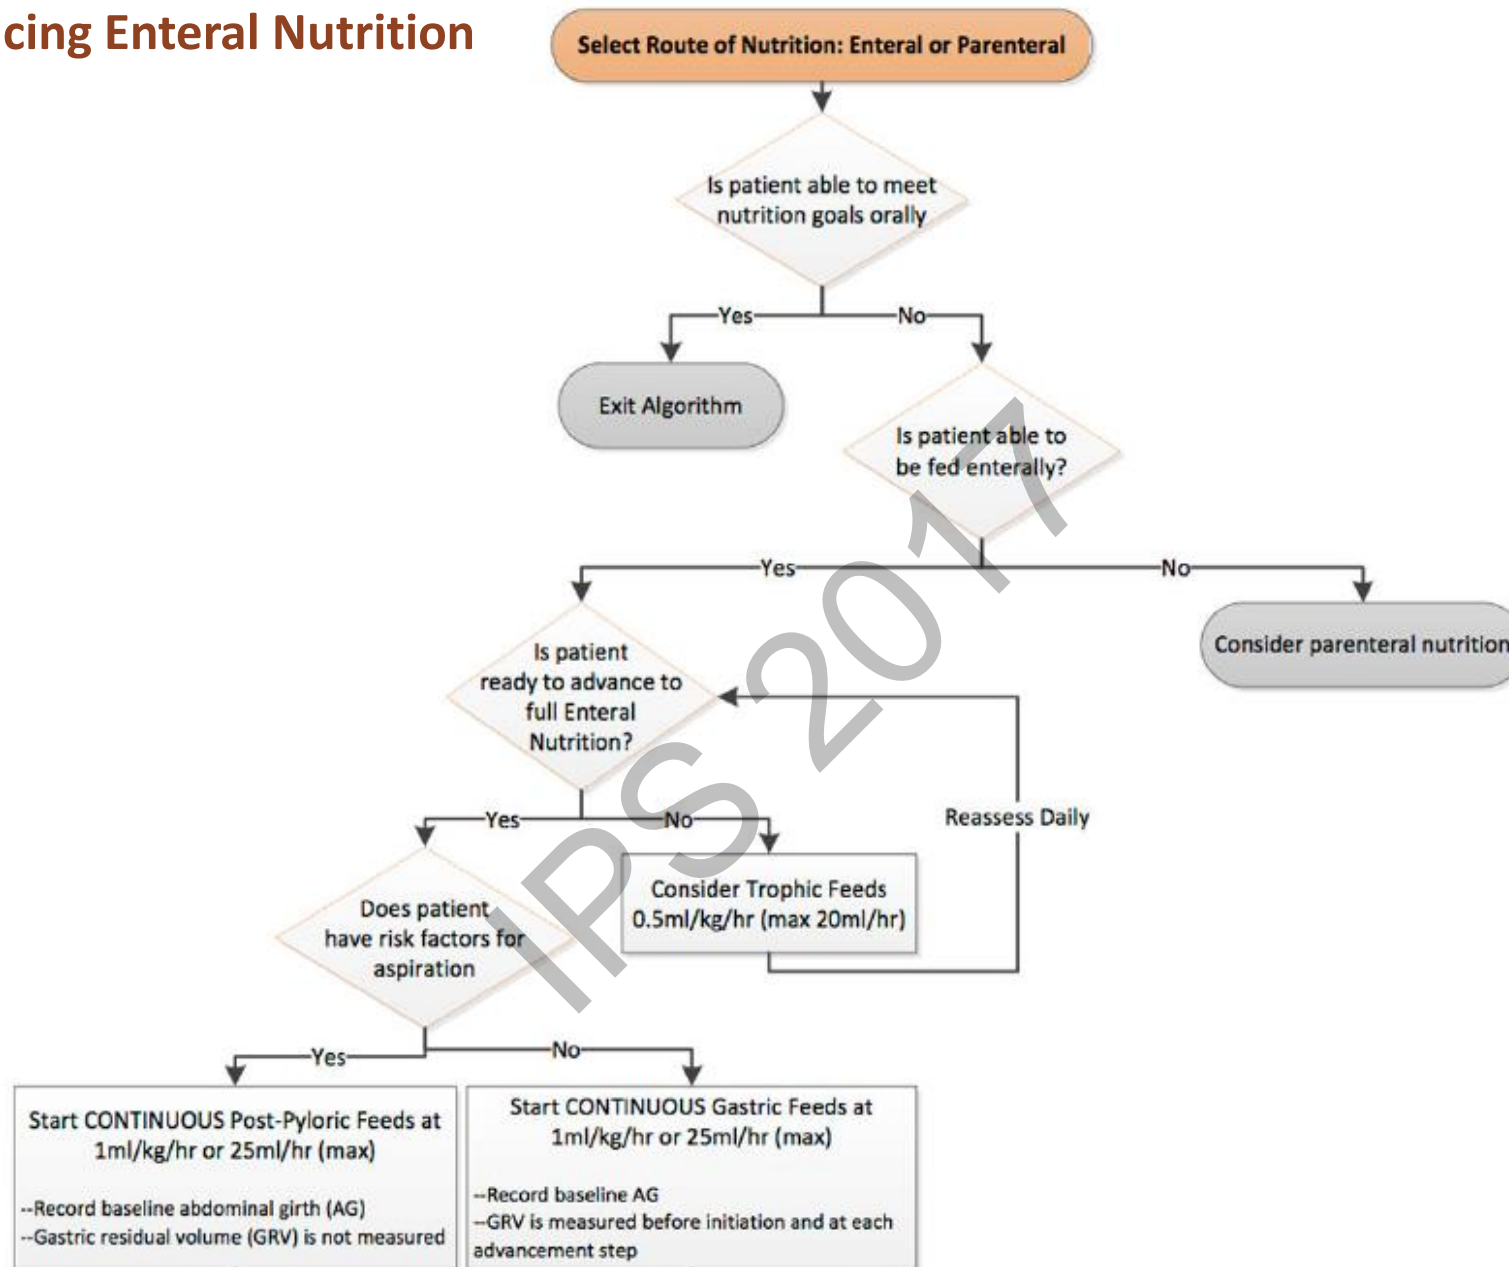 cing Enteral Nutrition
Select Route of Nutrition: Enteral or Parenteral
Is patient able to meet
nutrition goals orally
Yes
No
Exit Algorithm
Is patient able to
be fed enterally?
Yes
No
Is patient
ready to advance to
full Enteral
Nutrition?
Consider parenteral nutrition
Yes
No
Reassess Daily
Consider Trophic Feeds
0.5ml/kg/hr (max 20ml/hr)
Does patient
have risk factors for
aspiration
Yes
No
Start CONTINUOUS Post-Pyloric Feeds at
1ml/kg/hr or 25ml/hr (max)
--Record baseline abdominal girth (AG)
--Gastric residual volume (GRV) is not measured
Start CONTINUOUS Gastric Feeds at
1ml/kg/hr or 25ml/hr (max)
--Record baseline AG
--GRV is measured before initiation and at each
advancement step
IPS 2017